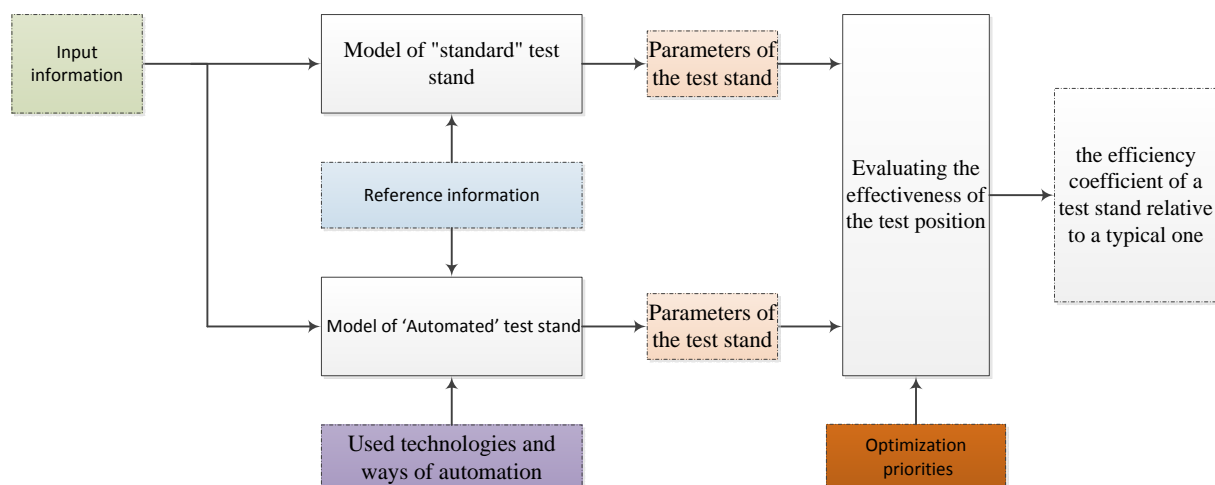 Input
information
Model of "standard" test
stand
Parameters of
the test stand
Reference information
Evaluating the
effectiveness of
the test position
the efficiency
coefficient of a
test stand relative
to a typical one
Model of ‘Automated’ test stand
Parameters of
the test stand
Used technologies and
ways of automation
Optimization
priorities